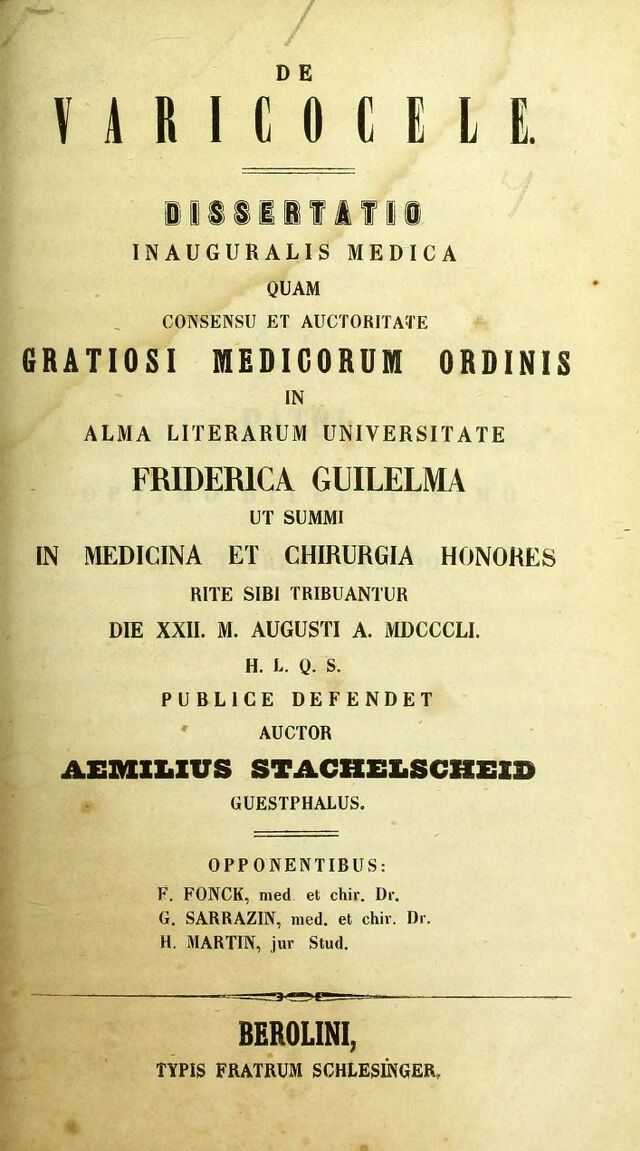 DE
VARICOCELE.
DISSERTATIO
INAUGURALIS MEDICA
QUAM
CONSENSU ET AUCTORITATE
GRATIOSI MEDICORUM ORDINIS
IN
ALMA LITERARUM UNIVERSITATE
FRIDERICA GUILELMA
UT SUMMI
IN MEDICINA ET CHIRURGIA HONORES
RITE SIBI TRIBUANTUR
DIE XXII. M. AUGUSTI A. MDCCCLI.
H. L. Q. S.
PUBLICE DEFENDET
AUCTOR
AEMILIUS STACHELSCHEID
GUESTPHALUS.
OPPONENTIBUS:
F. FONCK, med. et chir. Dr.
G. SARRAZIN, med. et chir. Dr.
H. MARTIN, jur Stud.
BEROLINI,
TYPIS FRATRUM SCHLESINGER.